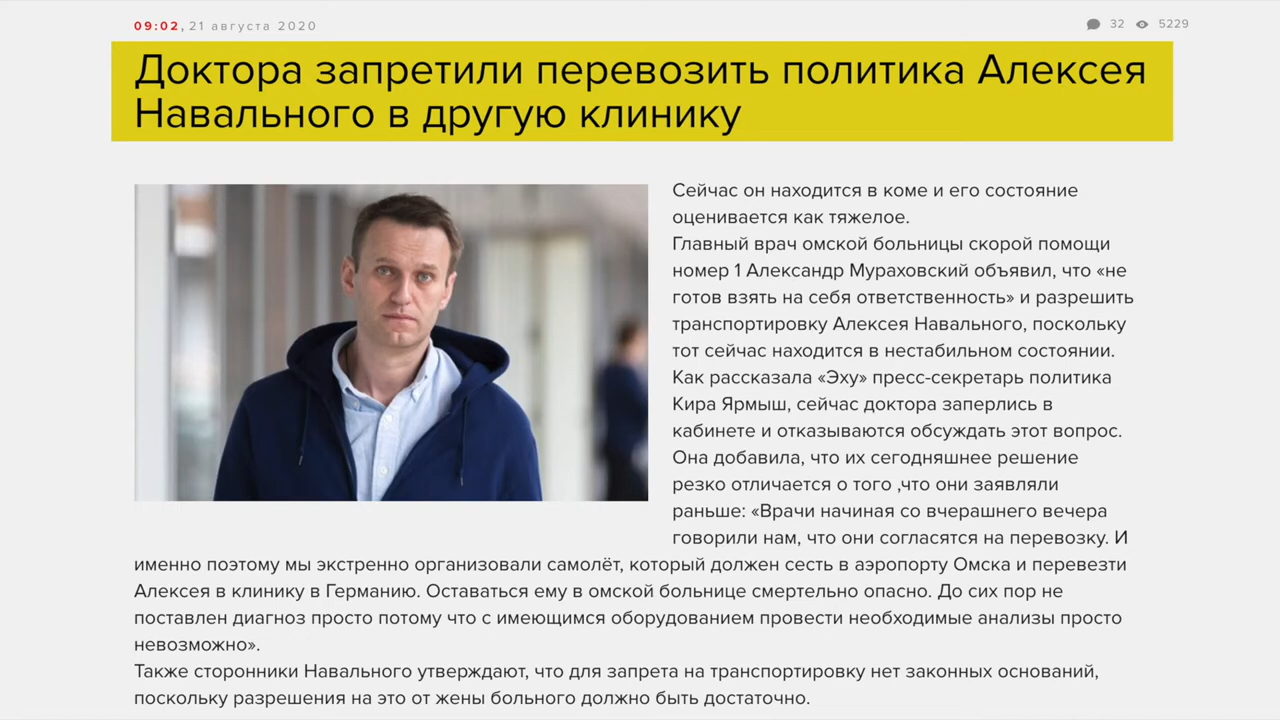 09:02, 21 августа 2020
32 5229
Доктора запретили перевозить политика Алексея
Навального в другую клинику
Сейчас он находится в коме и его состояние
оценивается как тяжелое.
Главный врач омской больницы скорой помощи
номер 1 Александр Мураховский объявил, что «не
готов взять на себя ответственность» и разрешить
транспортировку Алексея Навального, поскольку
тот сейчас находится в нестабильном состоянии.
Как рассказала «Эху» пресс-секретарь политика
Кира Ярмыш, сейчас доктора заперлись в
кабинете и отказываются обсуждать этот вопрос.
Она добавила, что их сегодняшнее решение
резко отличается о того ,что они заявляли
раньше: «Врачи начиная со вчерашнего вечера
говорили нам, что они согласятся на перевозку. И
именно поэтому мы экстренно организовали самолёт, который должен сесть в аэропорту Омска и перевезти
Алексея в клинику в Германию. Оставаться ему в омской больнице смертельно опасно. До сих пор не
поставлен диагноз просто потому что с имеющимся оборудованием провести необходимые анализы просто
невозможно».
Также сторонники Навального утверждают, что для запрета на транспортировку нет законных оснований,
поскольку разрешения на это от жены больного должно быть достаточно.